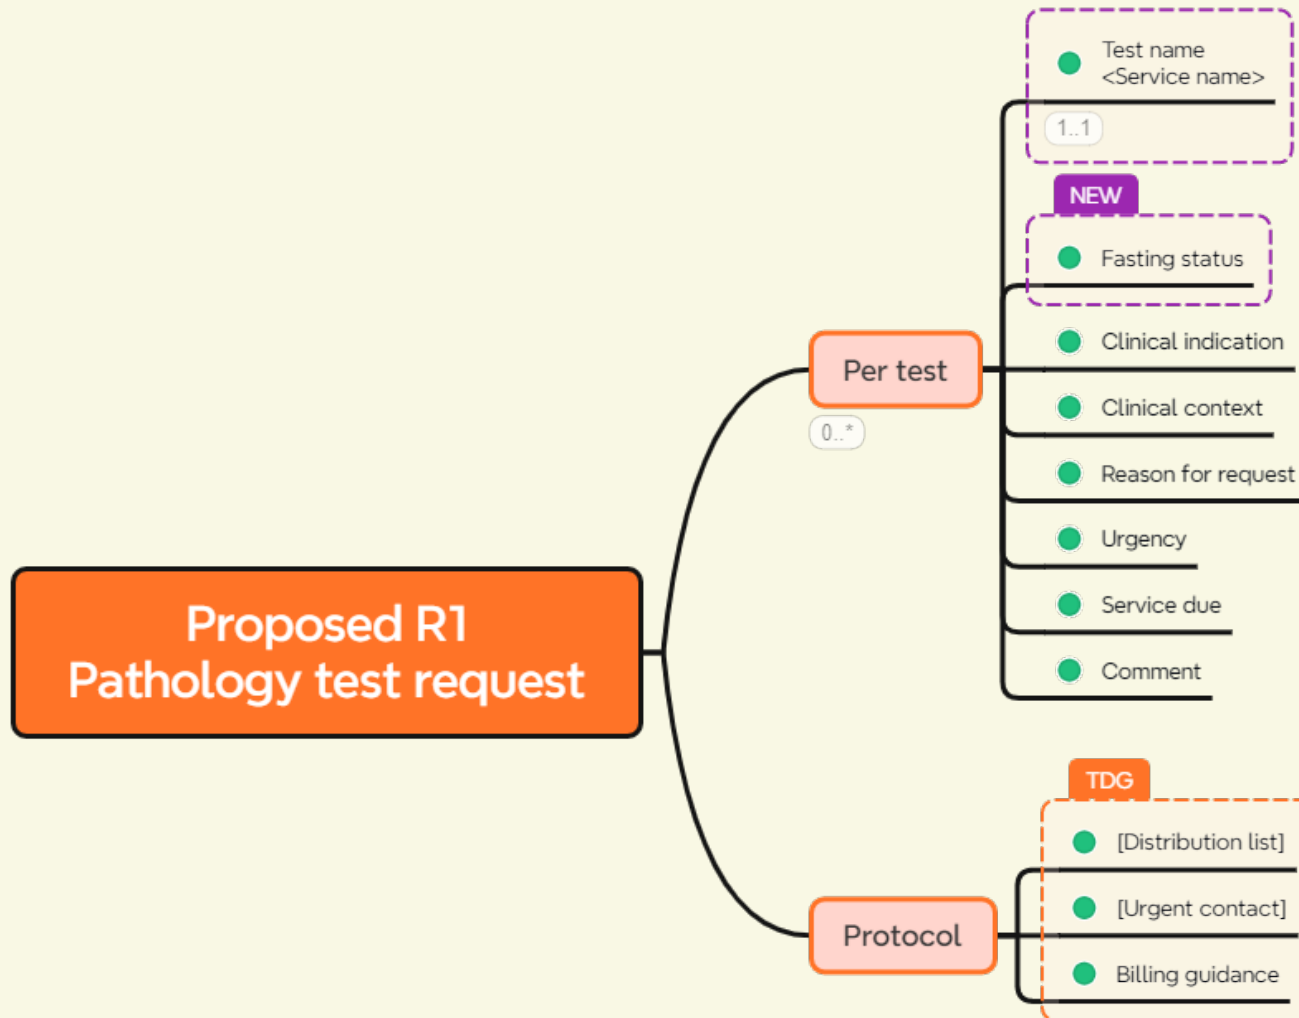 Test name
<Service name>
1..1
NEW
Fasting status
Clinical indication
Per test
Clinical context
0..*
Reason for request
Urgency
Service due
Proposed R1
Pathology test request
Comment
TDG
[Distribution list]
[Urgent contact]
Protocol
Billing guidance